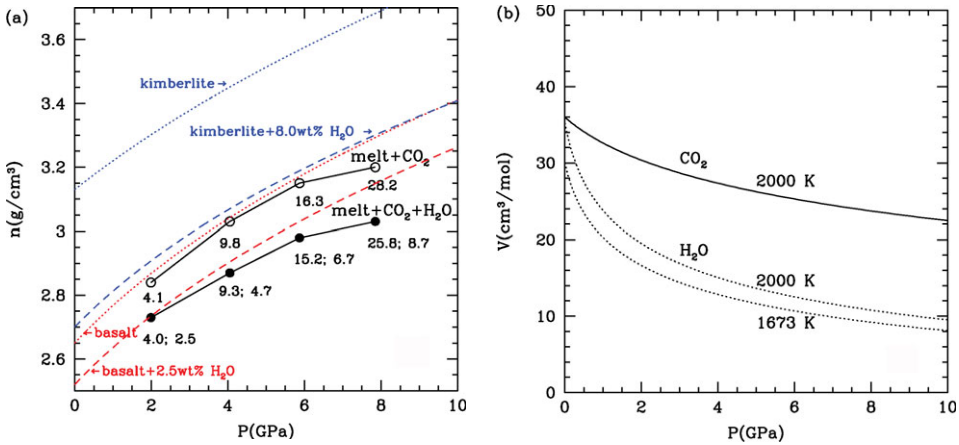 (a)
3.6
3.4
3.2
3
2.8
2.6
n(g/cm³)
0
2
4
6
8
10
P(GPa)
kimberlite→
kimberlite+8.0wt% H₂O
melt+CO₂
28.2
16.3
melt+CO₂+H₂O
9.8
25.8; 8.7
15.2; 6.7
4.1
9.3; 4.7
←basalt
4.0; 2.5
←basalt+2.5wt% H₂O
(b)
50
40
30
20
10
0
V(cm³/mol)
0
2
4
6
8
10
P(GPa)
CO₂
2000 K
H₂O
2000 K
1673 K